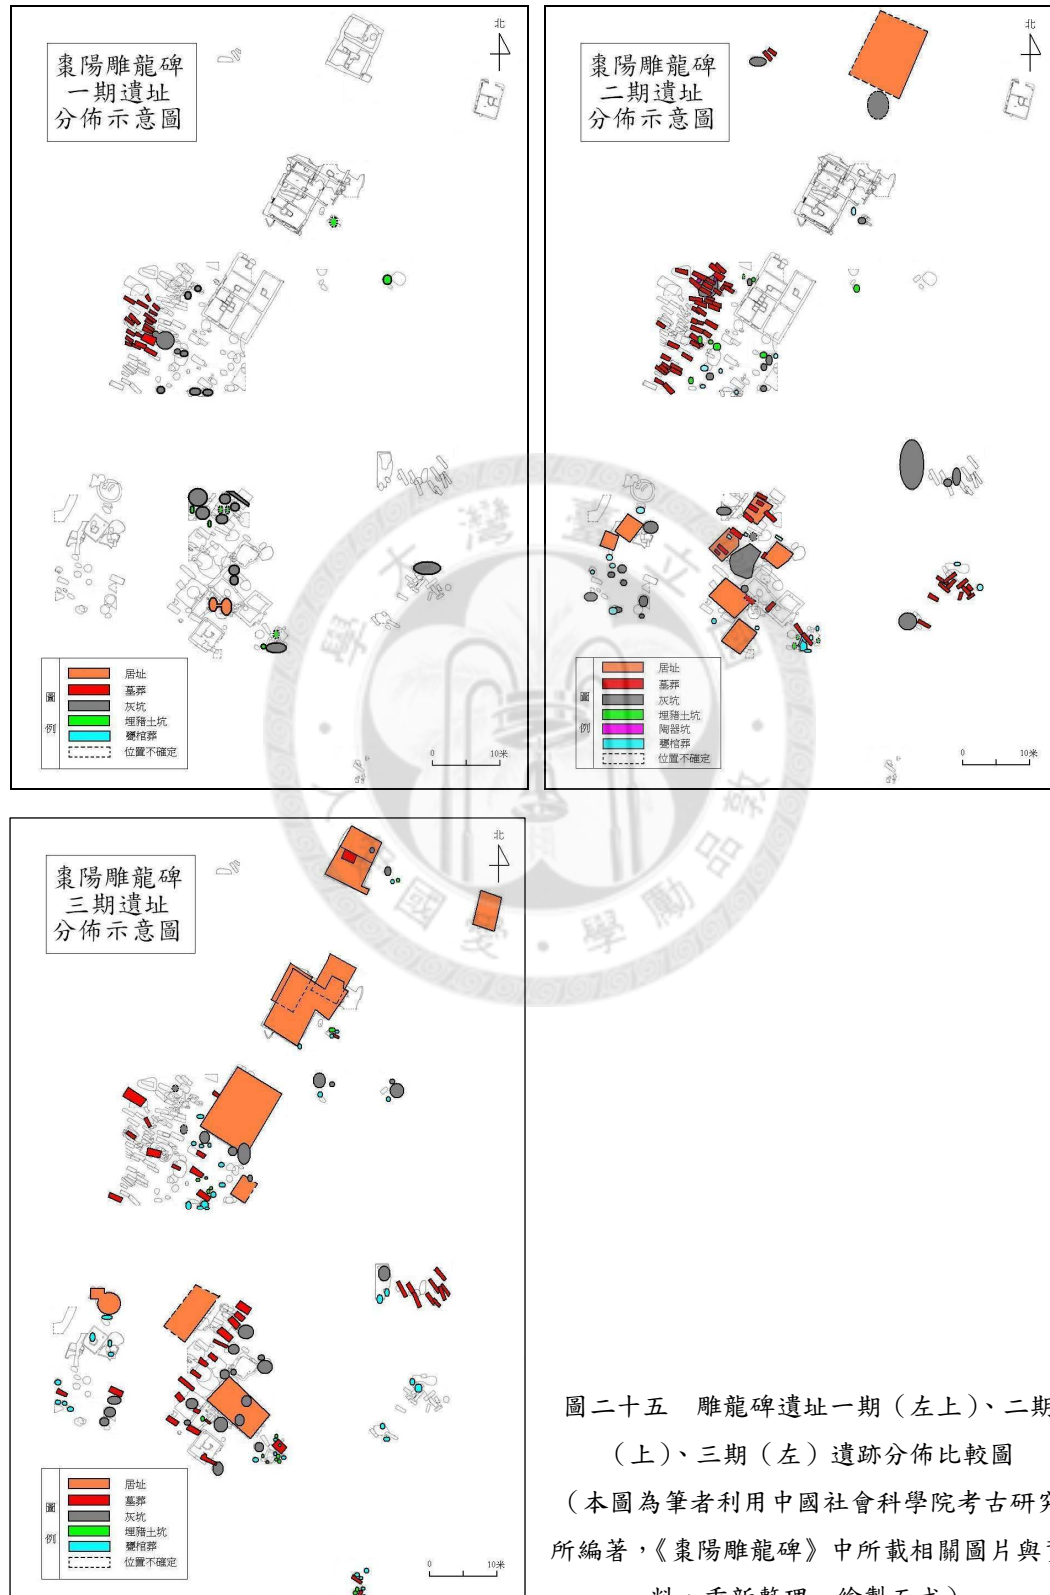 棗陽雕龍碑
一期遺址
分佈示意圖
北
圖例
居址
墓葬
灰坑
埋豬土坑
甕棺葬
位置不確定
0 10米
棗陽雕龍碑
二期遺址
分佈示意圖
北
圖例
居址
墓葬
灰坑
埋豬土坑
陶器坑
甕棺葬
位置不確定
0 10米
棗陽雕龍碑
三期遺址
分佈示意圖
北
圖例
居址
墓葬
灰坑
埋豬土坑
甕棺葬
位置不確定
0 10米
圖二十五 雕龍碑遺址一期（左上）、二期
（上）、三期（左）遺跡分佈比較圖
（本圖為筆者利用中國社會科學院考古研究
所編著，《棗陽雕龍碑》中所載相關圖片與
料，重新整理、繪製而成）